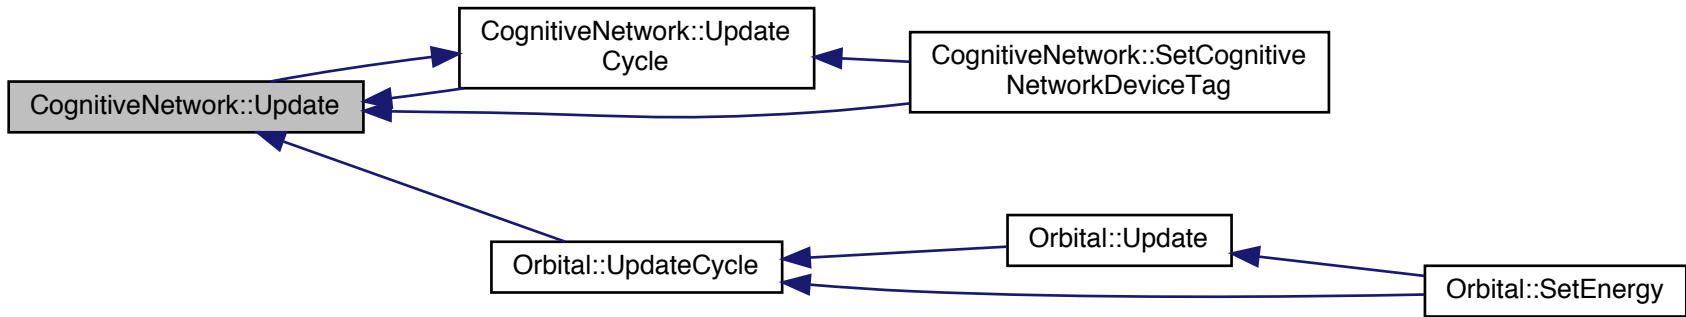 CognitiveNetwork::Update
CognitiveNetwork::Update
Cycle
CognitiveNetwork::SetCognitive
NetworkDeviceTag
Orbital::UpdateCycle
Orbital::Update
Orbital::SetEnergy